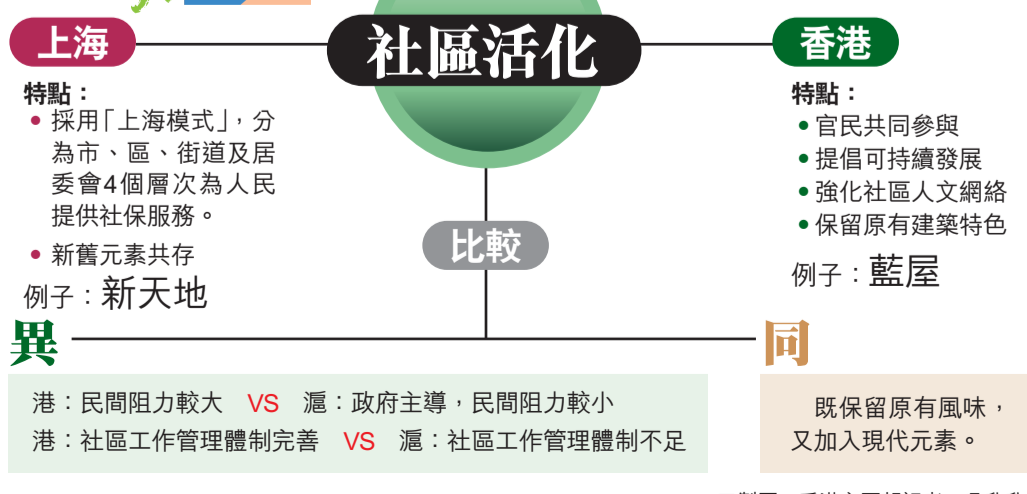 社區活化
上海
特點：
• 採用「上海模式」，分
為市、區、街道及居
委會4個層次為人民
提供社保服務。
• 新舊元素共存
例子：新天地
香港
特點：
• 官民共同參與
• 提倡可持續發展
• 強化社區人文網絡
• 保留原有建築特色
例子：藍屋
比較
異
港：民間阻力較大 VS 滬：政府主導，民間阻力較小
港：社區工作管理體制完善 VS 滬：社區工作管理體制不足
同
既保留原有風味，
又加入現代元素。